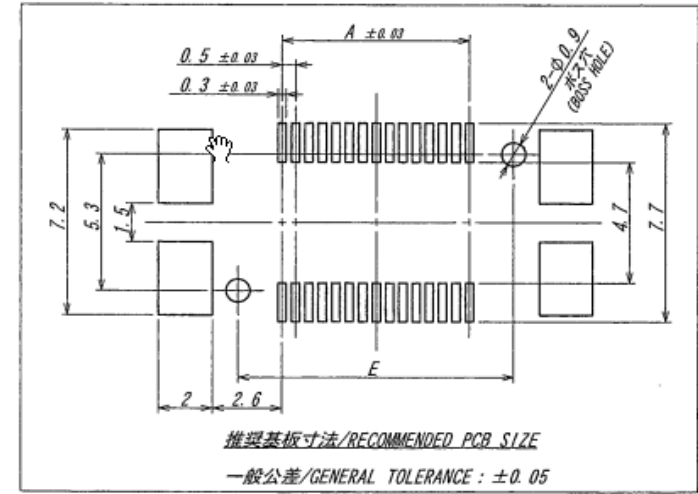 A ±0.03
0.5 ±0.03
0.3 ±0.03
2-φ0.9
ボス穴
(BOSS HOLE)
7.2
5.3
1.5
4.7
7.7
E
2
2.6
推奨基板寸法/RECOMMENDED PCB SIZE
一般公差/GENERAL TOLERANCE : ±0.05